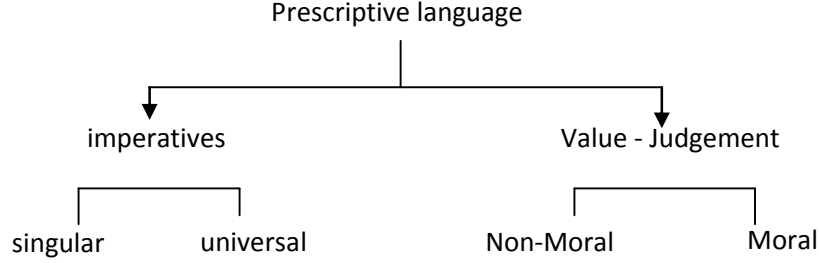 Prescriptive language
imperatives Value - Judgement
singular universal Non-Moral Moral